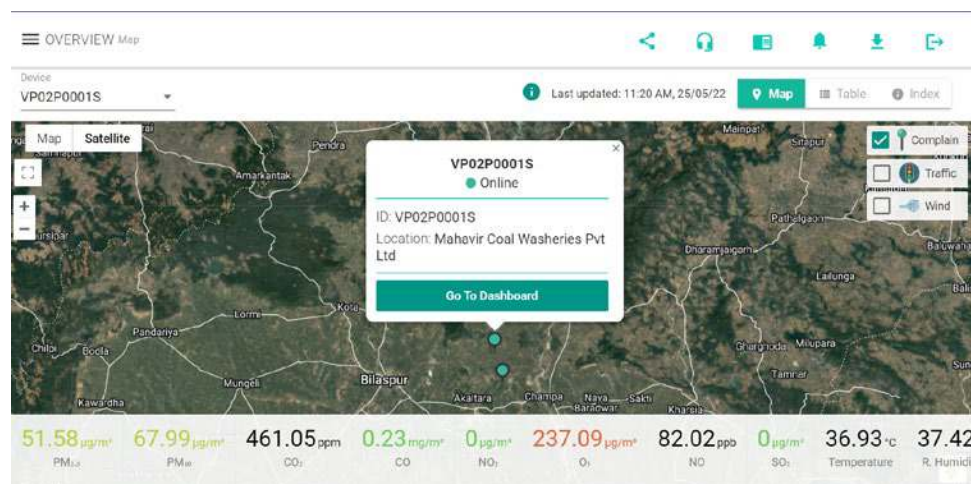 OVERVIEW Map
Device
VP02P0001S
Last updated: 11:20 AM, 25/05/22
Map
Table
Index
Map
Satellite
Complain
Traffic
Wind
+
−
VP02P0001S
Online
ID: VP02P0001S
Location: Mahavir Coal Washeries Pvt
Ltd
Go To Dashboard
Pendra
Amarkantak
Mainpat
Sitapur
Pathalgaon
Dharamjaigarh
Lailunga
Kota
Lormi
Pandariya
Chilpi
Bodla
Mungeli
Kawardha
Bilaspur
Akaltara
Champa
Naya
Baradwar
Sakti
Kharsia
Gharghoda
Milupara
Tamnar
51.58 µg/m³
PM₂.₅
67.99 µg/m³
PM₁₀
461.05 ppm
CO₂
0.23 mg/m³
CO
0 µg/m³
NO₂
237.09 µg/m³
O₃
82.02 ppb
NO
0 µg/m³
SO₂
36.93 °C
Temperature
37.42
R. Humidi